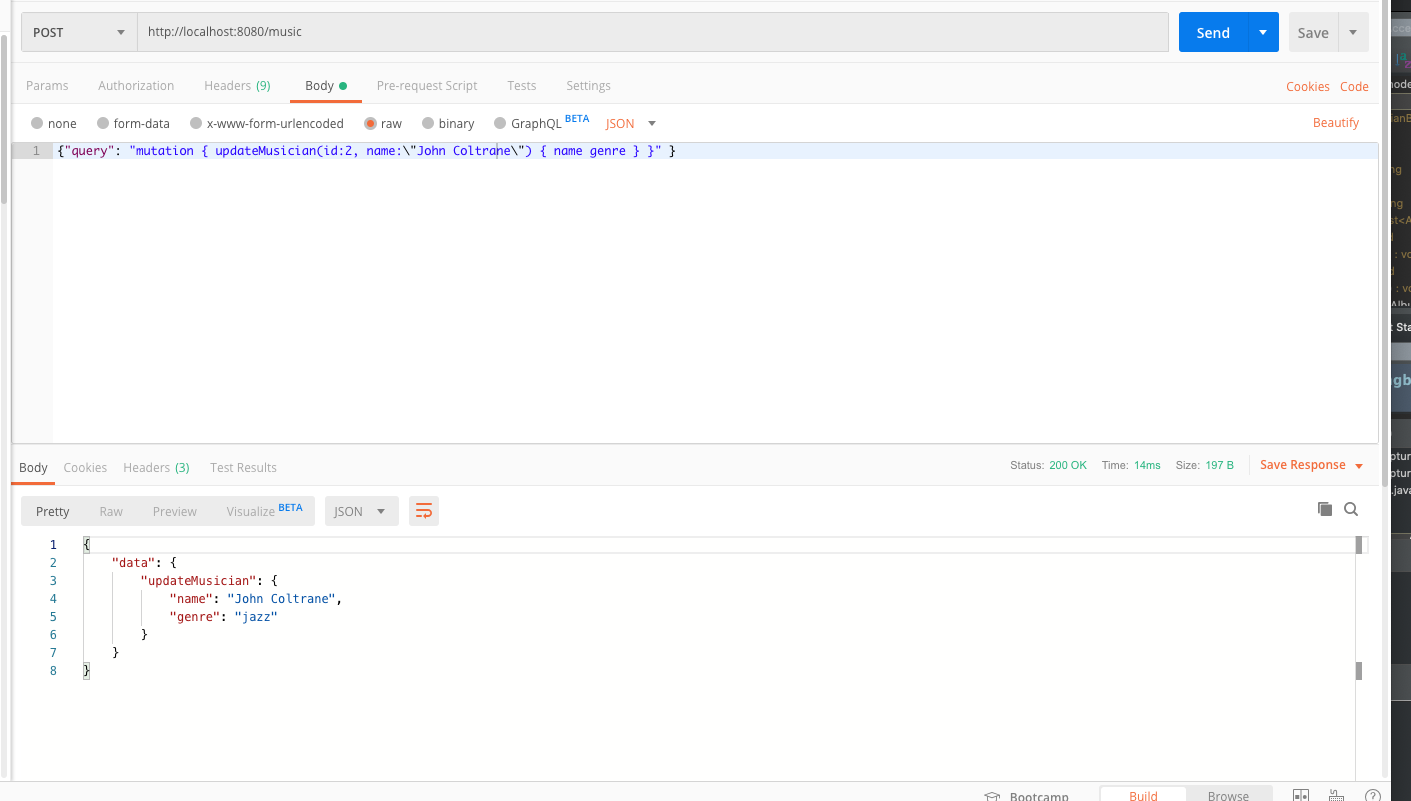 POST http://localhost:8080/music Send Save
Params Authorization Headers (9) Body Pre-request Script Tests Settings Cookies Code
none form-data x-www-form-urlencoded raw binary GraphQL BETA JSON Beautify
1 {"query": "mutation { updateMusician(id:2, name:\"John Coltrane\") { name genre } }" }
Body Cookies Headers (3) Test Results Status: 200 OK Time: 14ms Size: 197 B Save Response
Pretty Raw Preview Visualize BETA JSON
1 {
2 "data": {
3 "updateMusician": {
4 "name": "John Coltrane",
5 "genre": "jazz"
6 }
7 }
8 }
Bootcamp Build Browse